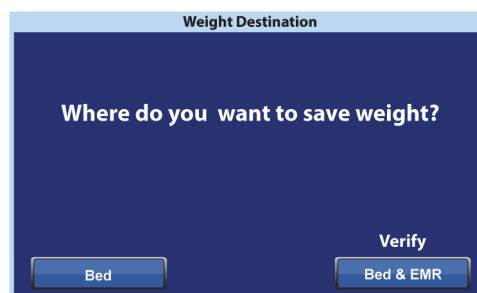 Weight Destination
Where do you want to save weight?
Verify
Bed
Bed & EMR